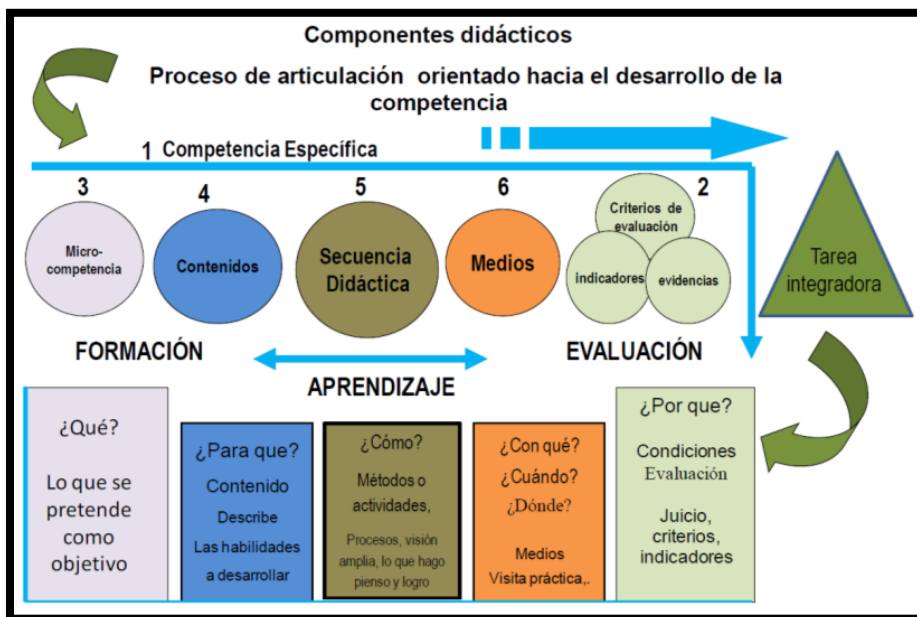 Componentes didácticos
Proceso de articulación orientado hacia el desarrollo de la
competencia
1 Competencia Específica
3
4
5
6
2
Micro-
competencia
Contenidos
Secuencia
Didáctica
Medios
Criterios de
evaluación
indicadores
evidencias
Tarea
integradora
FORMACIÓN
EVALUACIÓN
APRENDIZAJE
¿Qué?
Lo que se
pretende
como
objetivo
¿Para que?
Contenido
Describe
Las habilidades
a desarrollar
¿Cómo?
Métodos o
actividades,
Procesos, visión
amplia, lo que hago
pienso y logro
¿Con qué?
¿Cuándo?
¿Dónde?
Medios
Visita práctica,.
¿Por que?
Condiciones
Evaluación
Juicio,
criterios,
indicadores